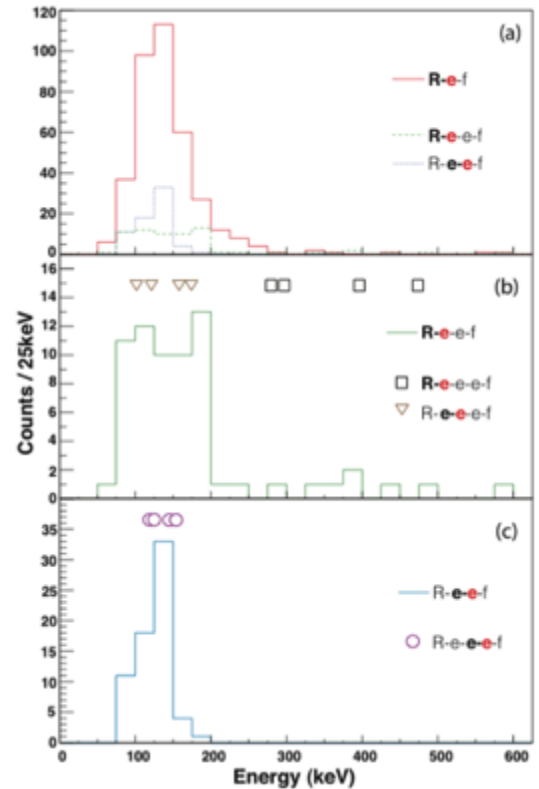 120
(a)
100
R-e-f
80
60
R-e-e-f
R-e-e-f
40
20
0
16
(b)
14
12
R-e-e-f
10
8
R-e-e-e-f
6
R-e-e-e-f
4
2
0
Counts / 25keV
35
(c)
30
25
R-e-e-f
20
15
R-e-e-e-f
10
5
0
0 100 200 300 400 500 600
Energy (keV)